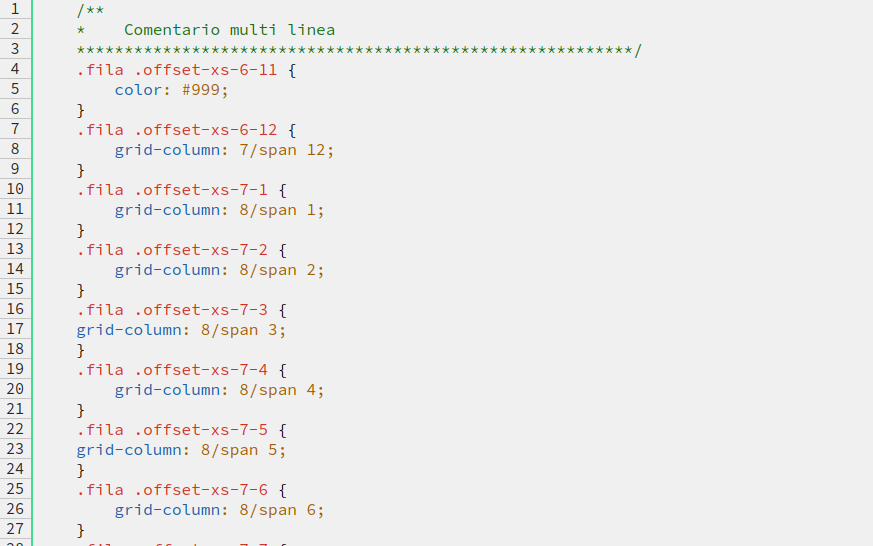 1 /**
2 *    Comentario multi linea
3 **********************************************************/
4 .fila .offset-xs-6-11 {
5     color: #999;
6 }
7 .fila .offset-xs-6-12 {
8     grid-column: 7/span 12;
9 }
10 .fila .offset-xs-7-1 {
11     grid-column: 8/span 1;
12 }
13 .fila .offset-xs-7-2 {
14     grid-column: 8/span 2;
15 }
16 .fila .offset-xs-7-3 {
17 grid-column: 8/span 3;
18 }
19 .fila .offset-xs-7-4 {
20     grid-column: 8/span 4;
21 }
22 .fila .offset-xs-7-5 {
23 grid-column: 8/span 5;
24 }
25 .fila .offset-xs-7-6 {
26     grid-column: 8/span 6;
27 }